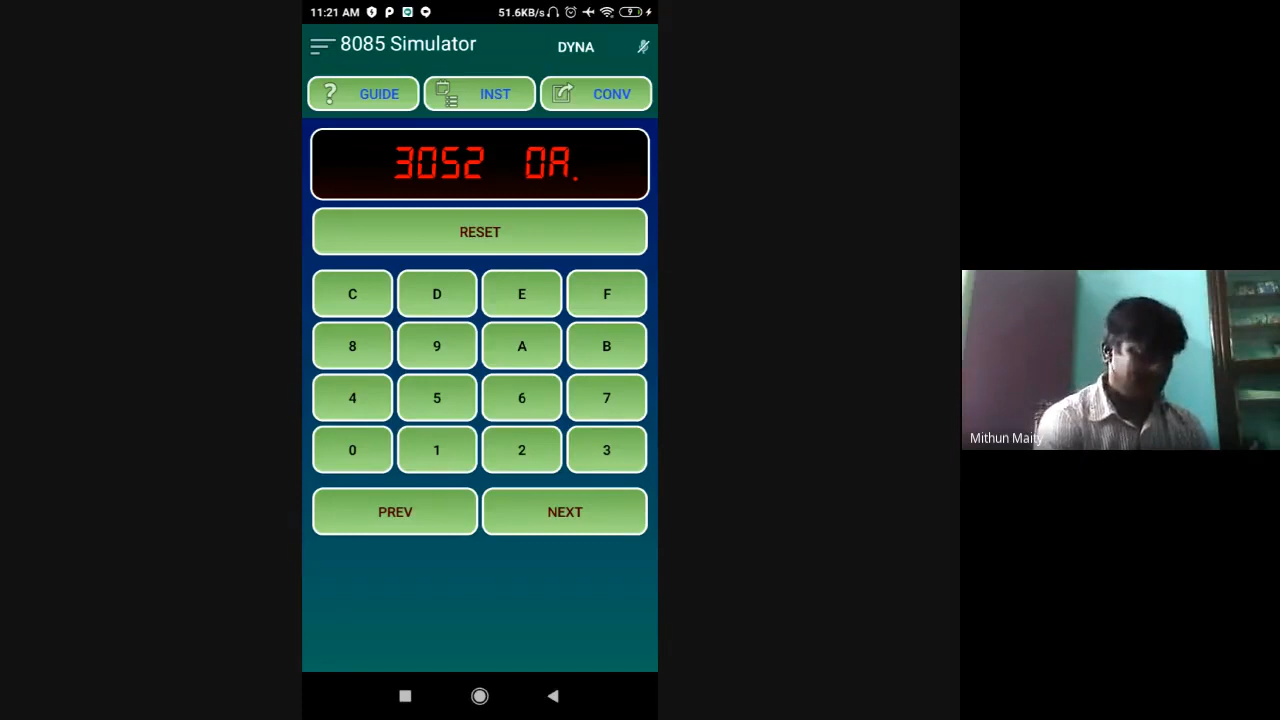 11:21 AM 51.6KB/s 9
8085 Simulator DYNA
? GUIDE INST CONV
3052 0A.
RESET
C D E F
8 9 A B
4 5 6 7
0 1 2 3
PREV NEXT
Mithun Maity